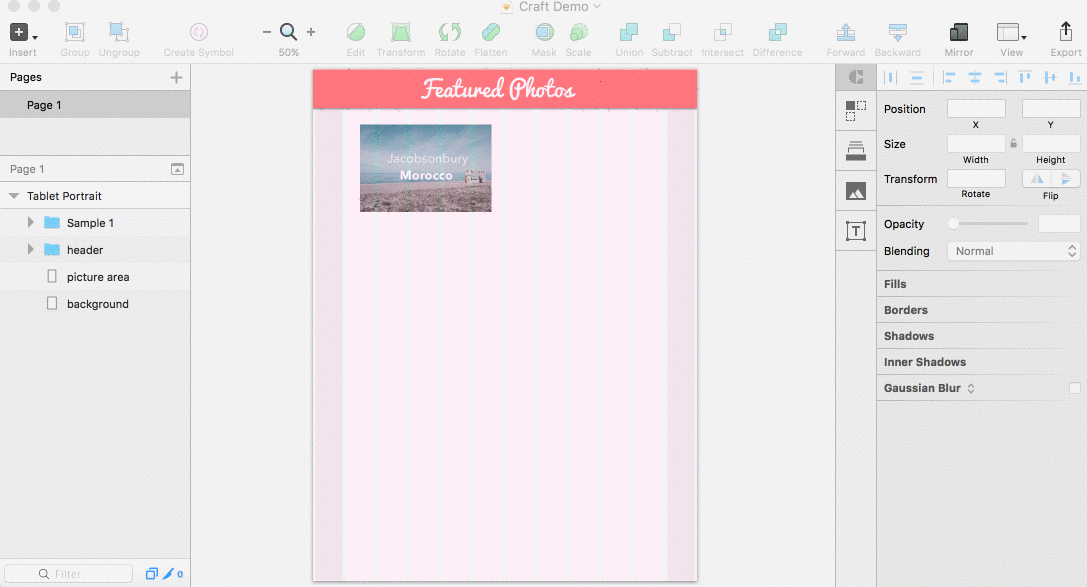 Craft Demo
Insert
Group
Ungroup
Create Symbol
50%
Edit
Transform
Rotate
Flatten
Mask
Scale
Union
Subtract
Intersect
Difference
Forward
Backward
Mirror
View
Export
Pages
Page 1
Page 1
Tablet Portrait
Sample 1
header
picture area
background
Filter
0
Featured Photos
Jacobsonbury
Morocco
T
Position
X
Y
Size
Width
Height
Transform
Rotate
Flip
Opacity
Blending
Normal
Fills
Borders
Shadows
Inner Shadows
Gaussian Blur